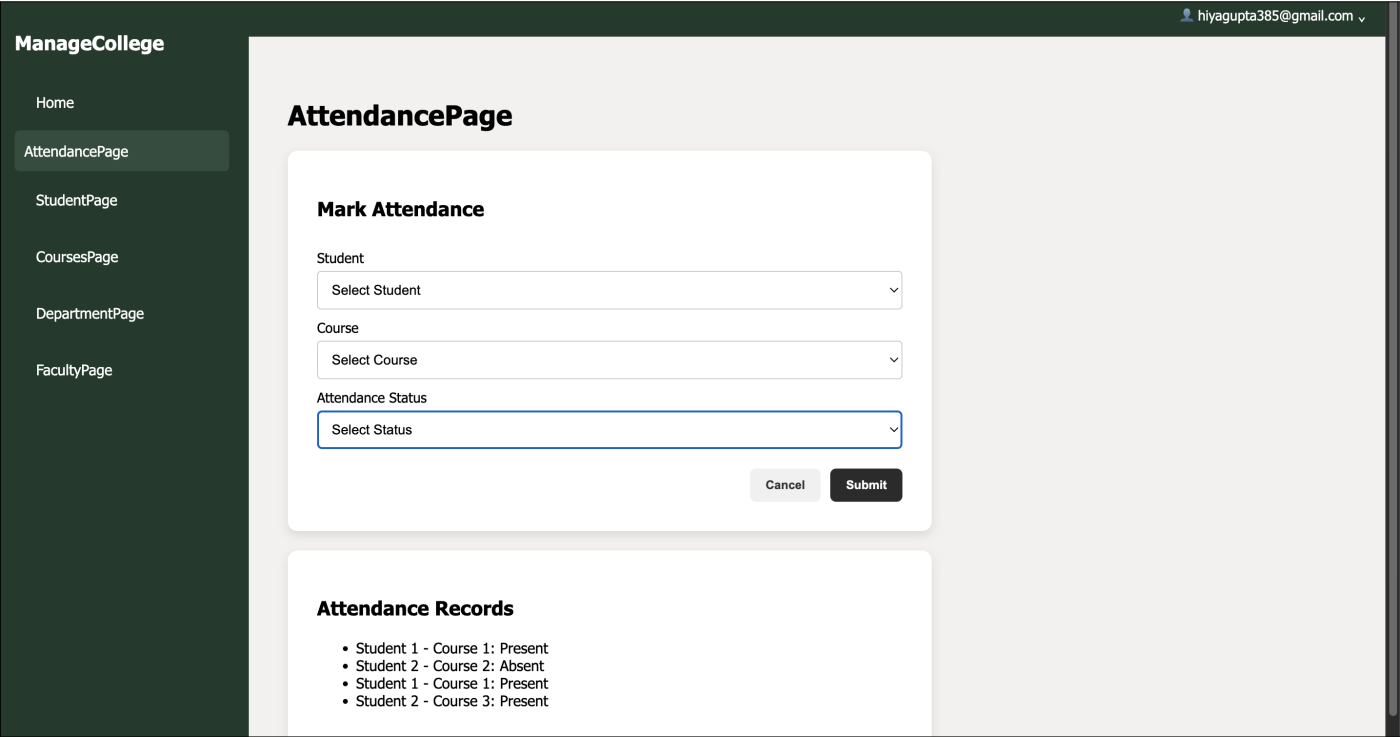 hiyagupta385@gmail.com
ManageCollege
Home
AttendancePage
StudentPage
CoursesPage
DepartmentPage
FacultyPage
AttendancePage
Mark Attendance
Student
Select Student
Course
Select Course
Attendance Status
Select Status
Cancel Submit
Attendance Records
• Student 1 - Course 1: Present
• Student 2 - Course 2: Absent
• Student 1 - Course 1: Present
• Student 2 - Course 3: Present